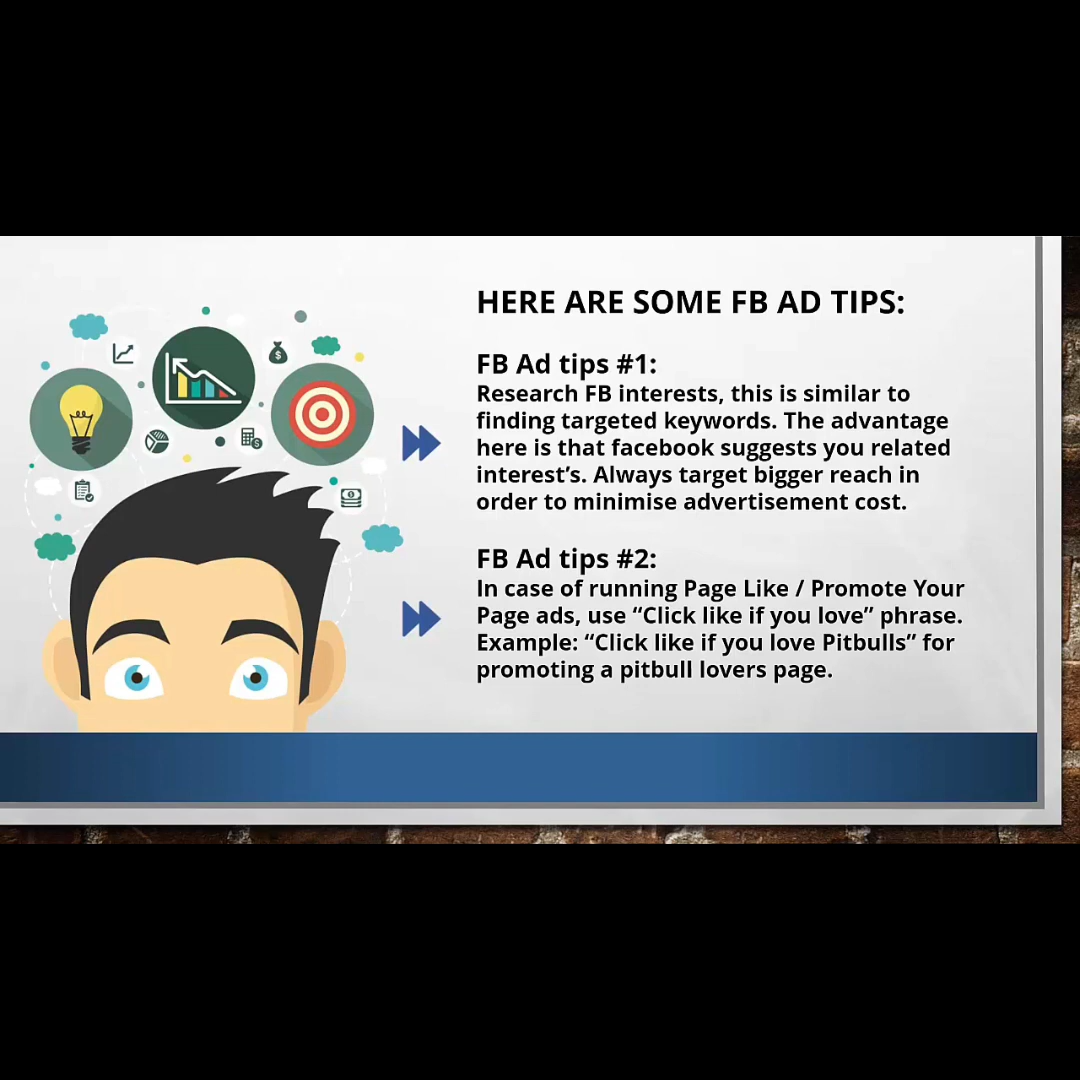 HERE ARE SOME FB AD TIPS:
FB Ad tips #1:
Research FB interests, this is similar to
finding targeted keywords. The advantage
here is that facebook suggests you related
interest’s. Always target bigger reach in
order to minimise advertisement cost.
FB Ad tips #2:
In case of running Page Like / Promote Your
Page ads, use “Click like if you love” phrase.
Example: “Click like if you love Pitbulls” for
promoting a pitbull lovers page.